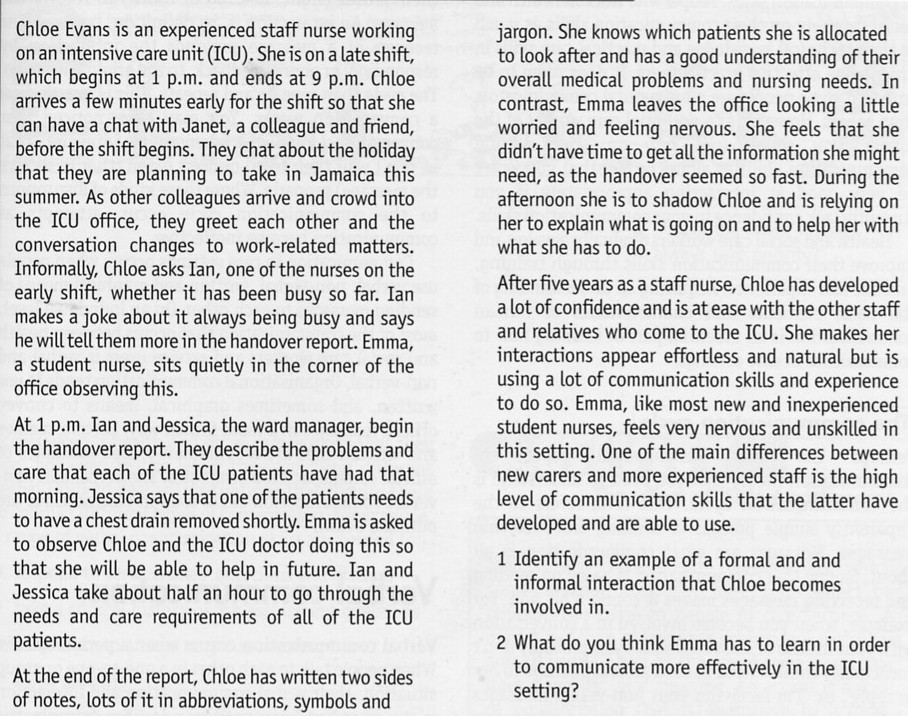 Chloe Evans is an experienced staff nurse working
on an intensive care unit (ICU). She is on a late shift,
which begins at 1 p.m. and ends at 9 p.m. Chloe
arrives a few minutes early for the shift so that she
can have a chat with Janet, a colleague and friend,
before the shift begins. They chat about the holiday
that they are planning to take in Jamaica this
summer. As other colleagues arrive and crowd into
the ICU office, they greet each other and the
conversation changes to work-related matters.
Informally, Chloe asks Ian, one of the nurses on the
early shift, whether it has been busy so far. Ian
makes a joke about it always being busy and says
he will tell them more in the handover report. Emma,
a student nurse, sits quietly in the corner of the
office observing this.
At 1 p.m. Ian and Jessica, the ward manager, begin
the handover report. They describe the problems and
care that each of the ICU patients have had that
morning. Jessica says that one of the patients needs
to have a chest drain removed shortly. Emma is asked
to observe Chloe and the ICU doctor doing this so
that she will be able to help in future. Ian and
Jessica take about half an hour to go through the
needs and care requirements of all of the ICU
patients.
At the end of the report, Chloe has written two sides
of notes, lots of it in abbreviations, symbols and
jargon. She knows which patients she is allocated
to look after and has a good understanding of their
overall medical problems and nursing needs. In
contrast, Emma leaves the office looking a little
worried and feeling nervous. She feels that she
didn't have time to get all the information she might
need, as the handover seemed so fast. During the
afternoon she is to shadow Chloe and is relying on
her to explain what is going on and to help her with
what she has to do.
After five years as a staff nurse, Chloe has developed
a lot of confidence and is at ease with the other staff
and relatives who come to the ICU. She makes her
interactions appear effortless and natural but is
using a lot of communication skills and experience
to do so. Emma, like most new and inexperienced
student nurses, feels very nervous and unskilled in
this setting. One of the main differences between
new carers and more experienced staff is the high
level of communication skills that the latter have
developed and are able to use.
1 Identify an example of a formal and and
informal interaction that Chloe becomes
involved in.
2 What do you think Emma has to learn in order
to communicate more effectively in the ICU
setting?